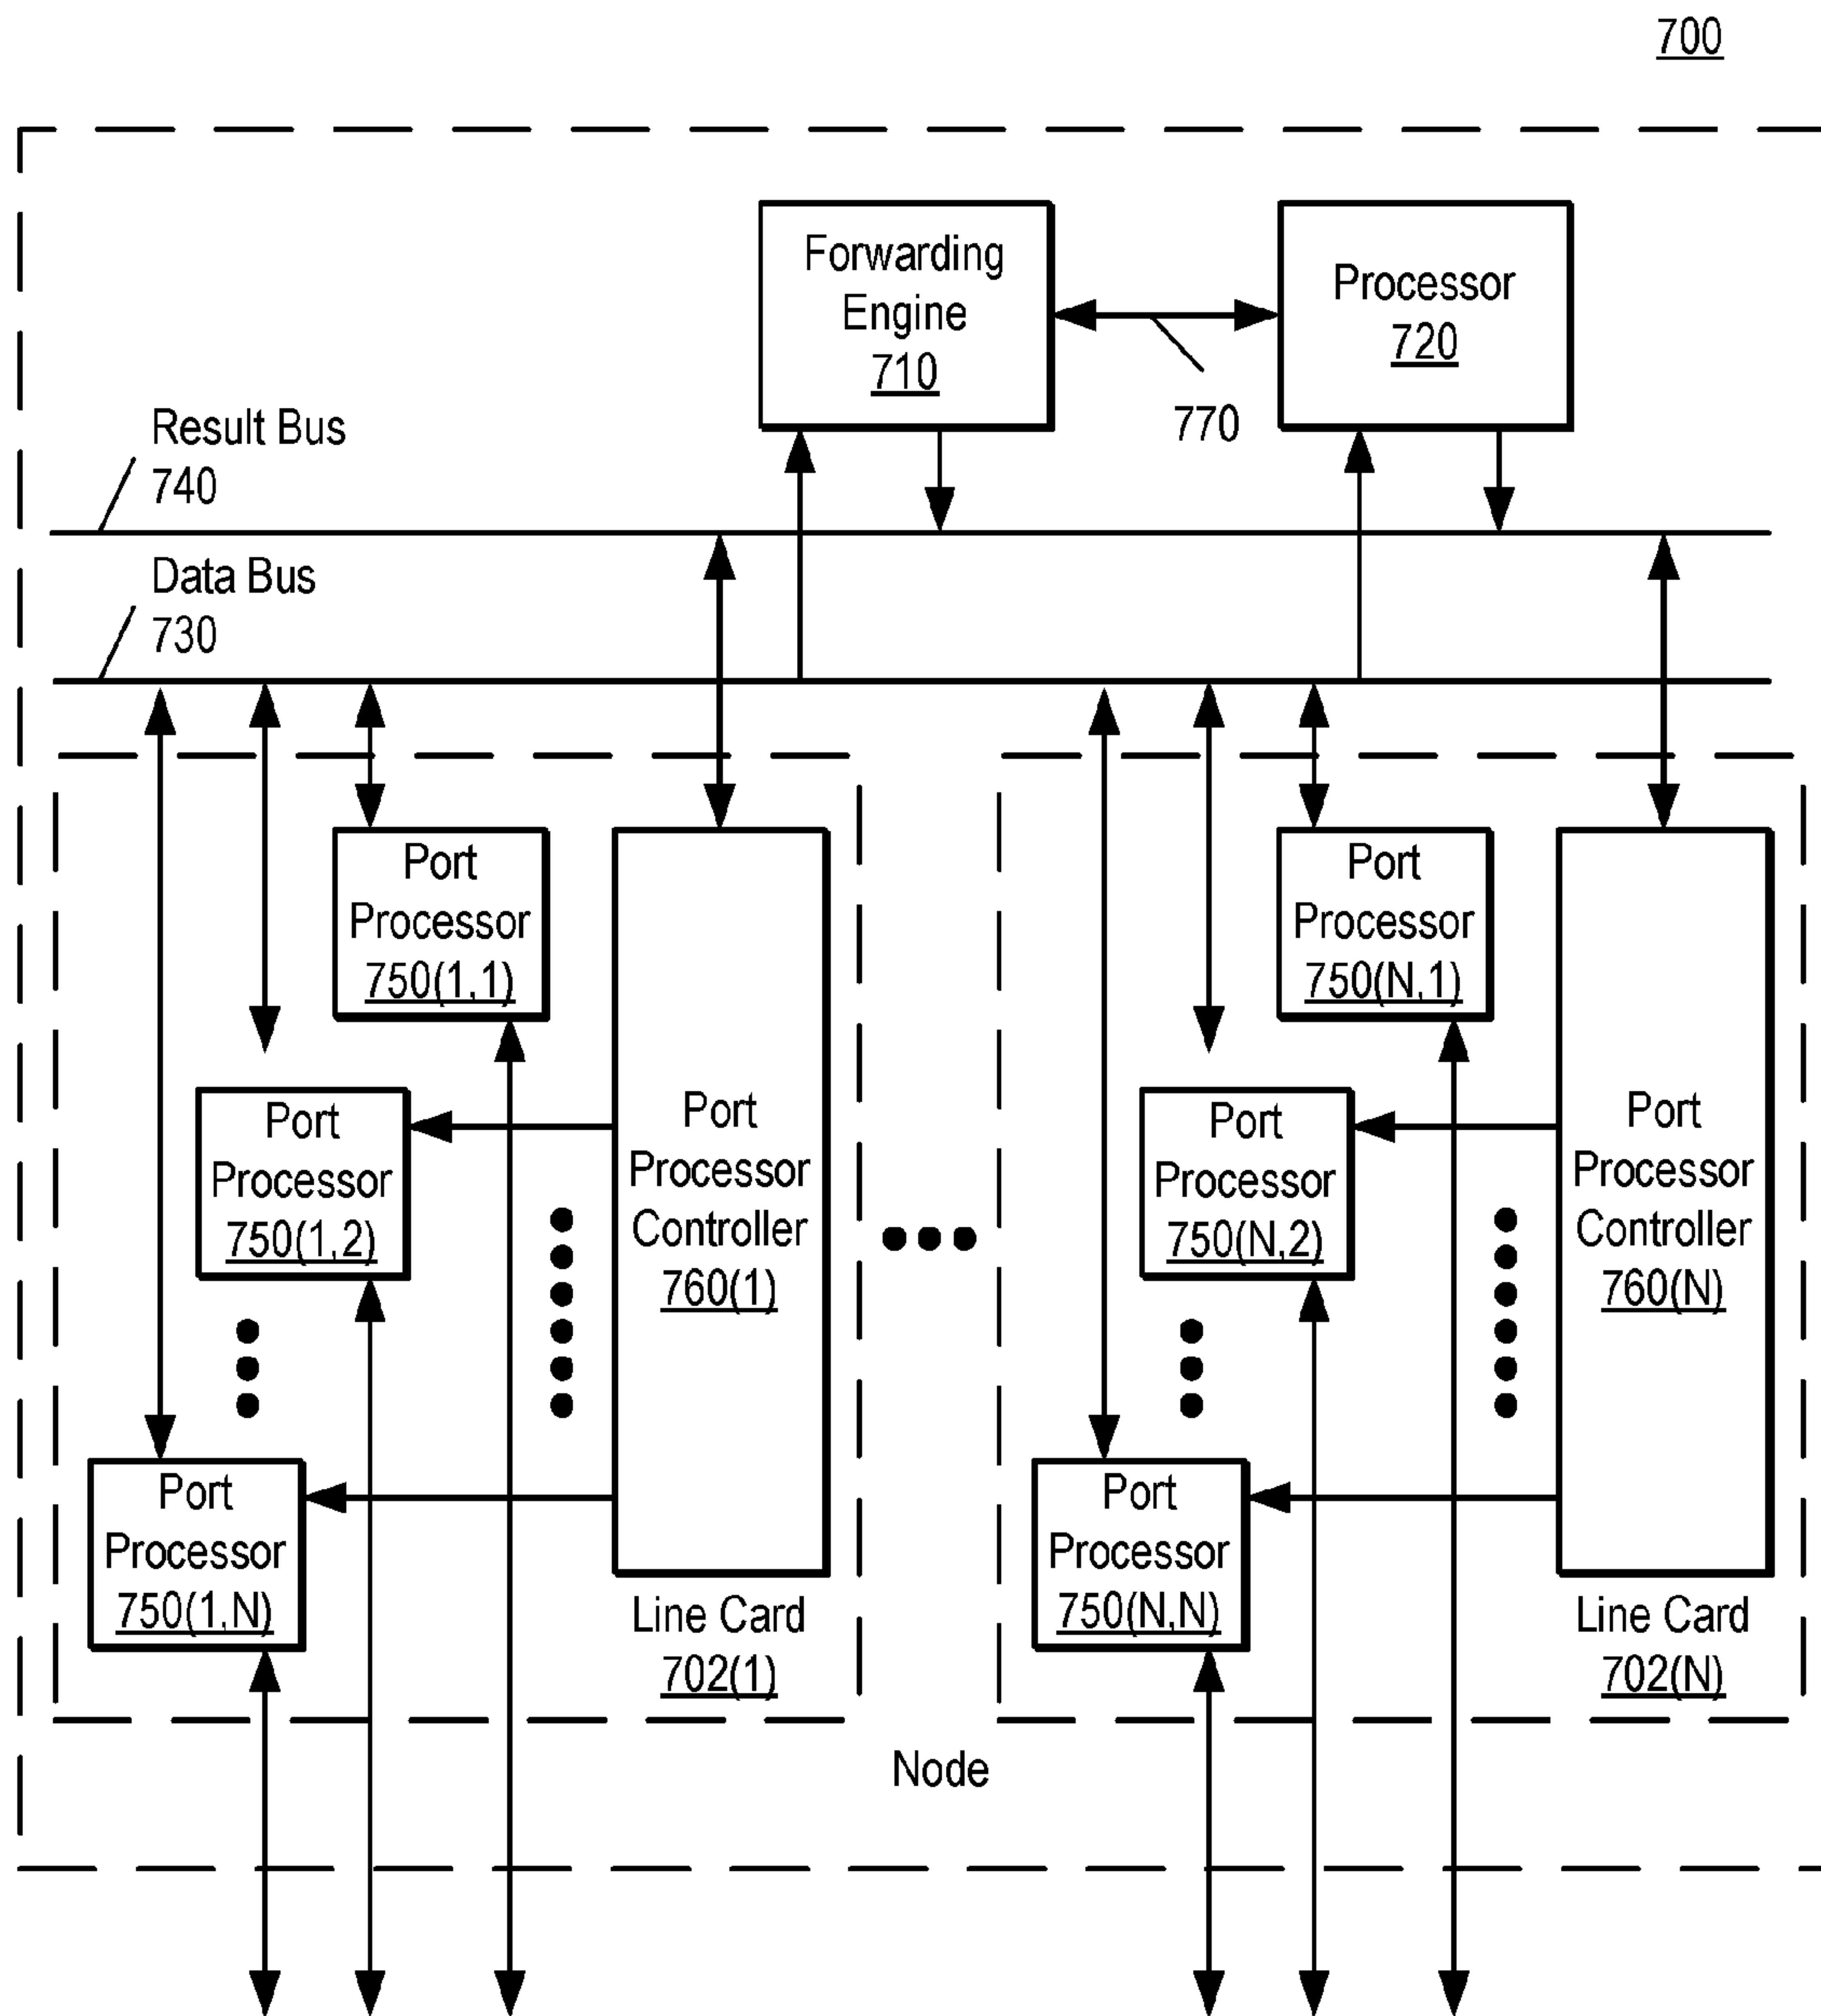 700
Forwarding
Engine
710
Processor
720
770
Result Bus
740
Data Bus
730
Port
Processor
750(1,1)
Port
Processor
750(1,2)
Port
Processor
750(1,N)
Port
Processor
Controller
760(1)
Line Card
702(1)
Port
Processor
750(N,1)
Port
Processor
750(N,2)
Port
Processor
750(N,N)
Port
Processor
Controller
760(N)
Line Card
702(N)
Node